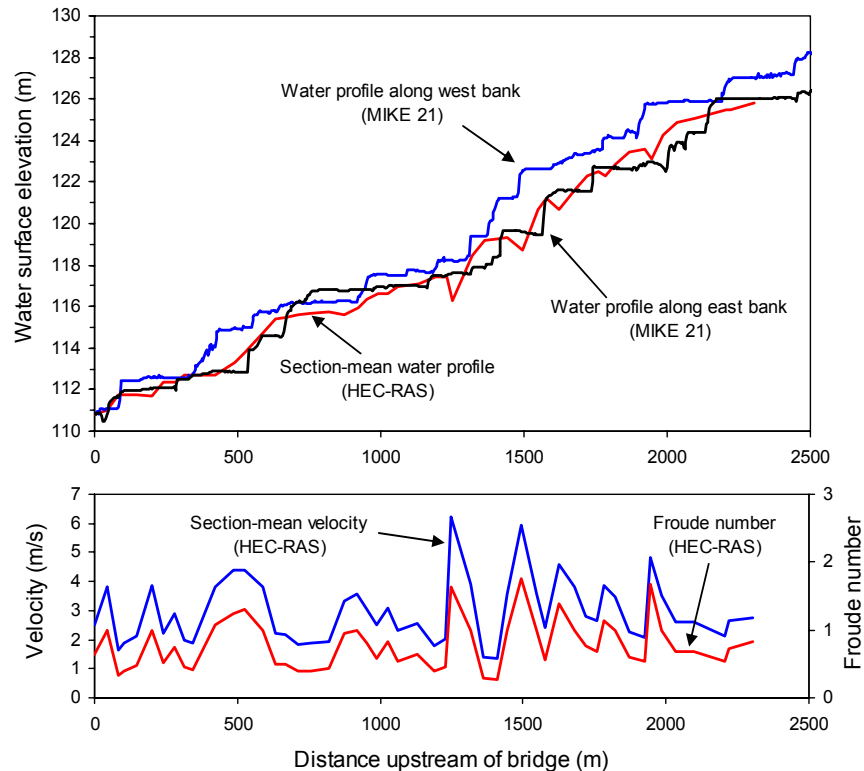 Water surface elevation (m)
130
128
126
124
122
120
118
116
114
112
110
Water profile along west bank
(MIKE 21)
Water profile along east bank
(MIKE 21)
Section-mean water profile
(HEC-RAS)
0
500
1000
1500
2000
2500
Velocity (m/s)
7
6
5
4
3
2
1
0
Section-mean velocity
(HEC-RAS)
Froude number
(HEC-RAS)
3
2
1
0
Froude number
0
500
1000
1500
2000
2500
Distance upstream of bridge (m)